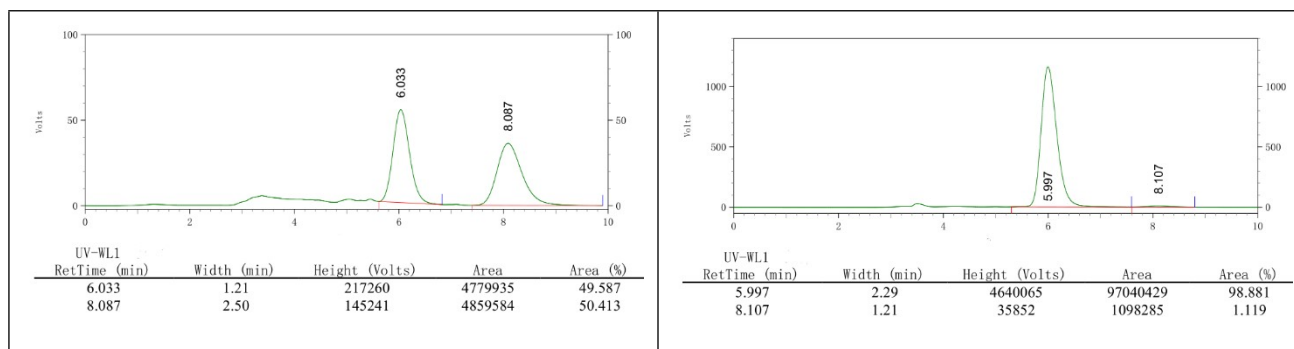 100
100
6.033
8.087
50
50
Volts
0
0
0 2 4 6 8 10
UV-WL1
RetTime (min) Width (min) Height (Volts) Area Area (%)
6.033 1.21 217260 4779935 49.587
8.087 2.50 145241 4859584 50.413
1000
1000
Volts
500
500
5.997
8.107
0
0
0 2 4 6 8 10
UV-WL1
RetTime (min) Width (min) Height (Volts) Area Area (%)
5.997 2.29 4640065 97040429 98.881
8.107 1.21 35852 1098285 1.119